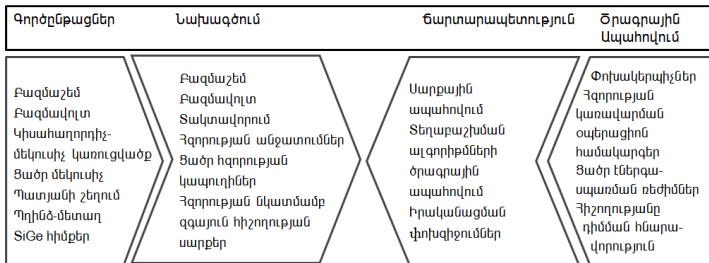 Գործընթացներ
Նախագծում
Ճարտարապետություն
Ծրագրային
Ապահովում
Բազմաշեմ
Բազմավոլտ
Կիսահաղորդիչ-
մեկուսիչ կառուցվածք
Ցածր մեկուսիչ
Պատյանի շեղում
Պղինձ-մետաղ
SiGe հիմքեր
Բազմաշեմ
Բազմավոլտ
Տակտավորում
Հզորության անջատումներ
Ցածր հզորության
կապուղիներ
Հզորության նկատմամբ
զգայուն հիշողության
սարքեր
Սարքային
ապահովում
Տեղաբաշխման
ալգորիթմների
ծրագրային
ապահովում
Իրականացման
փոխզիջումներ
Փոխակերպիչներ
Հզորության
կառավարման
օպերացիոն
համակարգեր
Ցածր էներգա-
սպառման ռեժիմներ
Հիշողությանը
դիմման հնարա-
վորություն